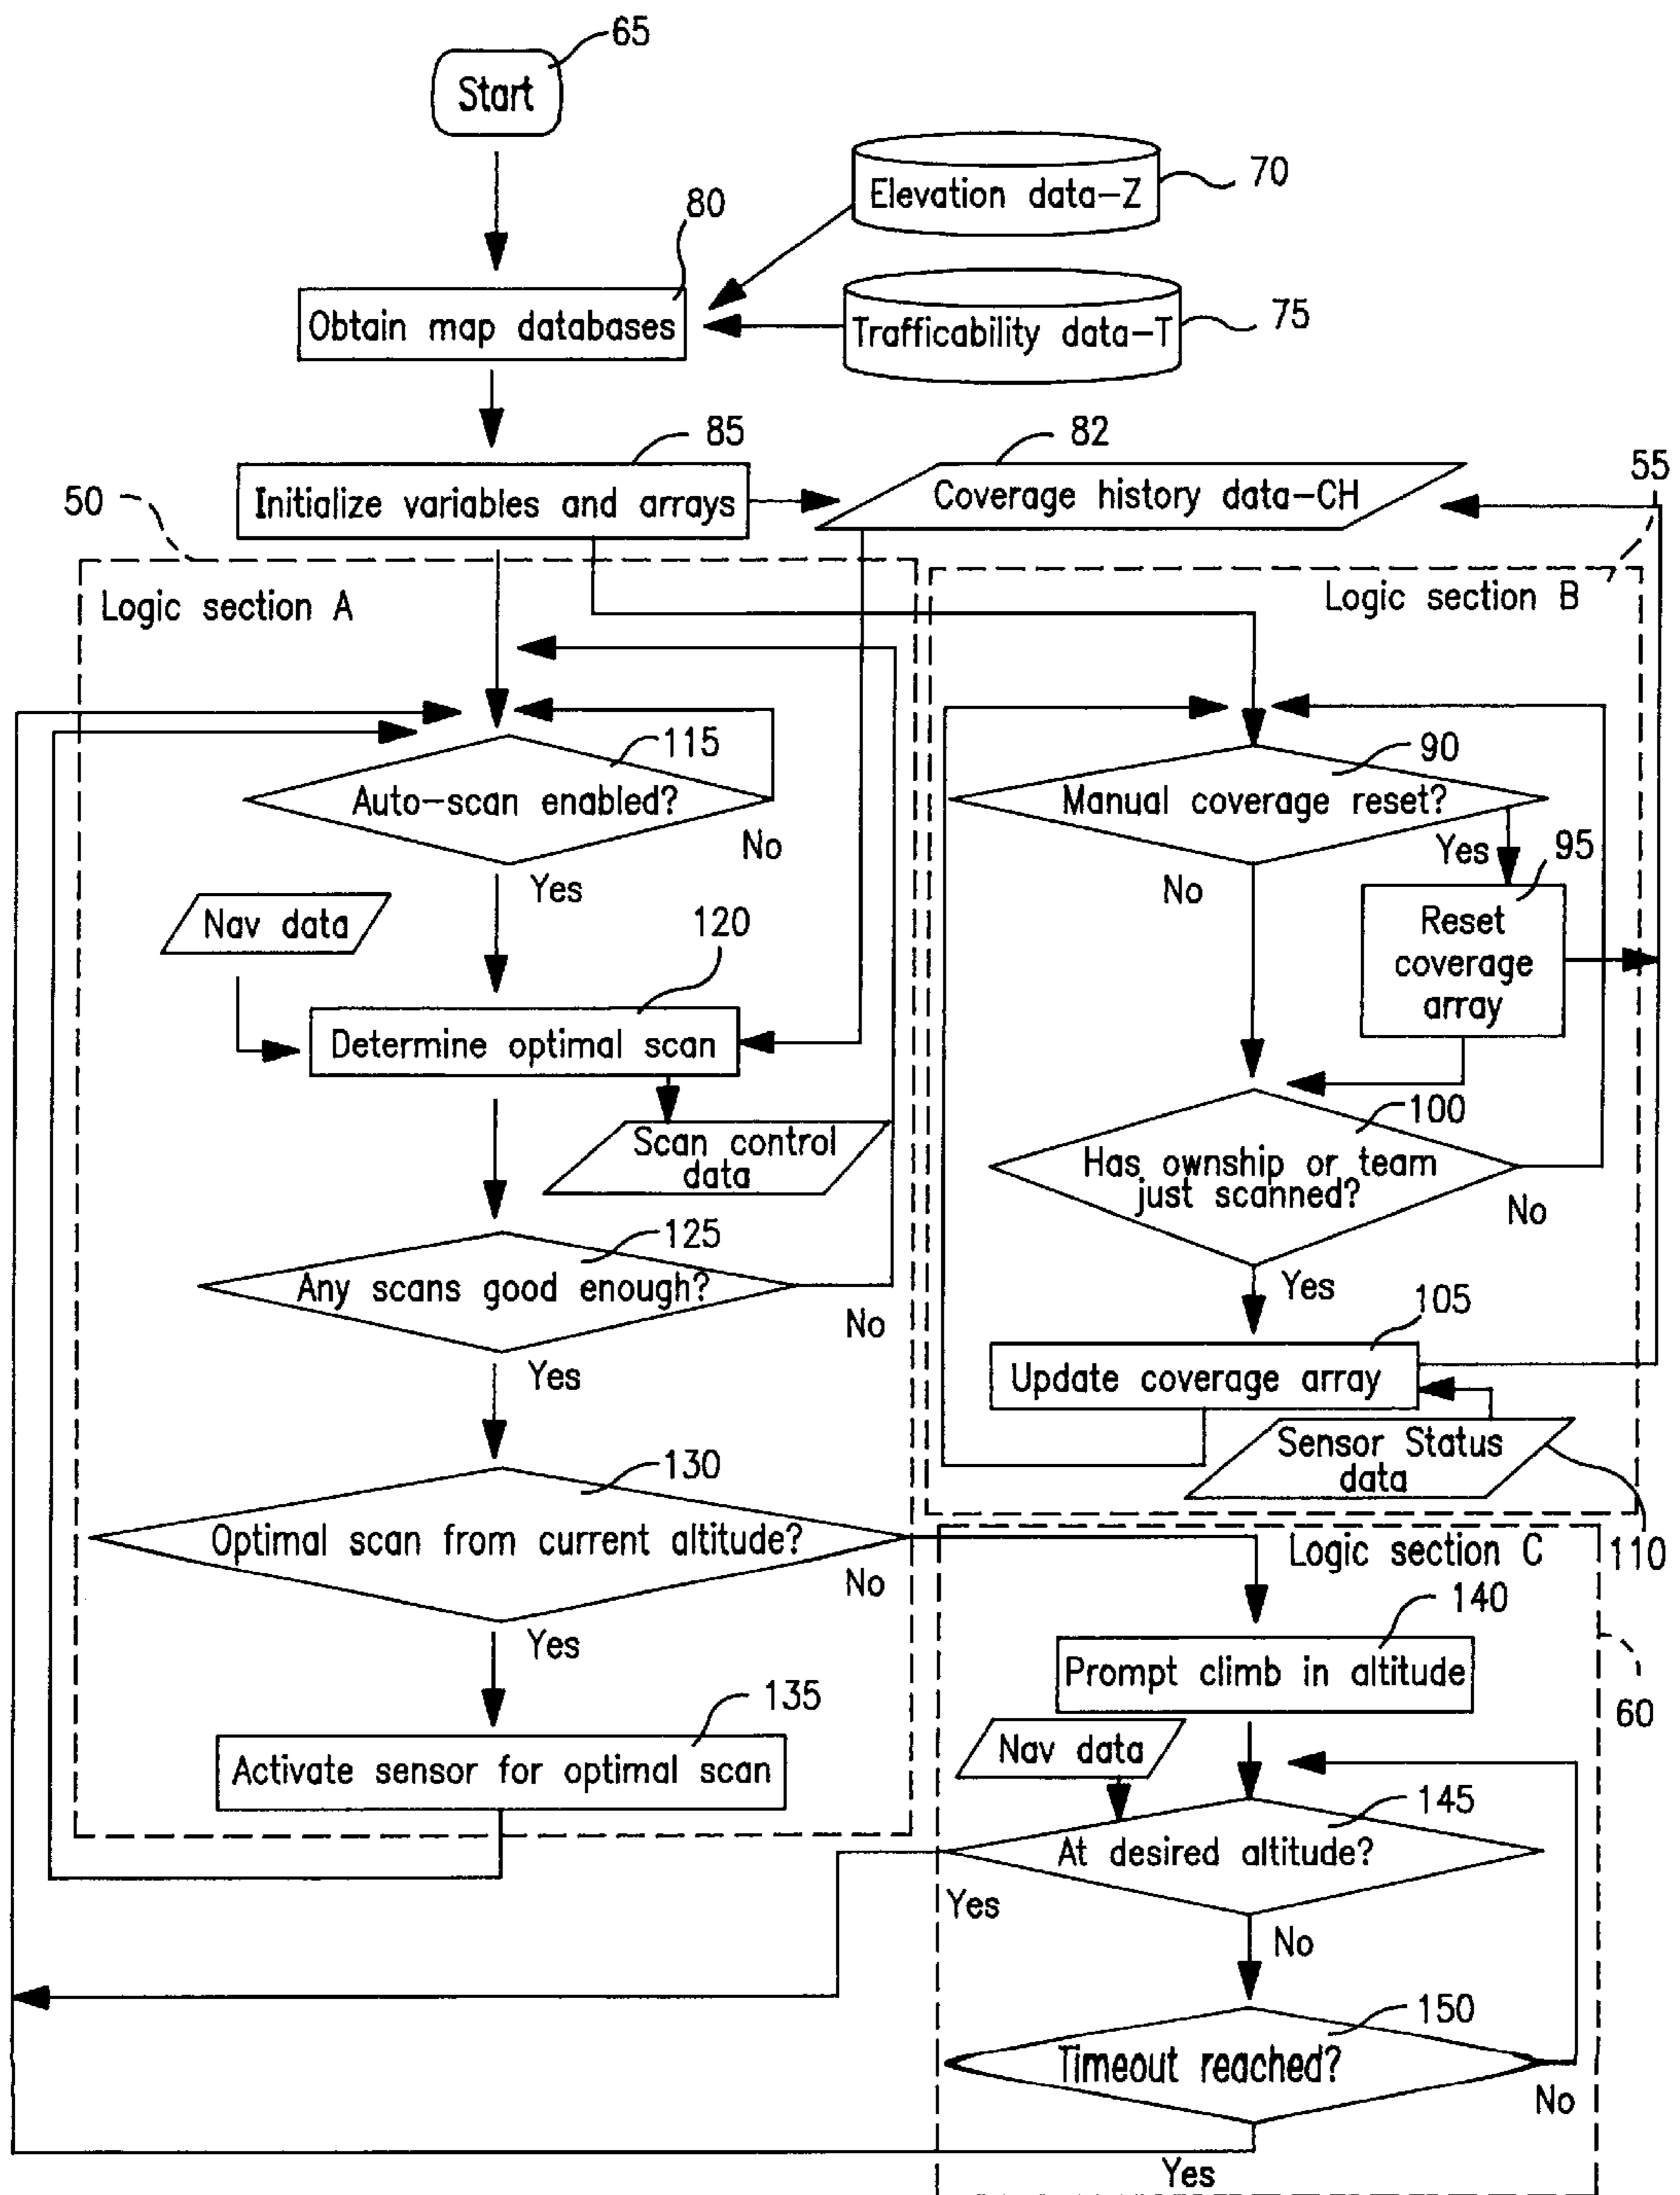 65
Start
Elevation data-Z
70
80
Obtain map databases
Trafficability data-T
75
85
82
55
50
Initialize variables and arrays
Coverage history data-CH
Logic section A
Logic section B
115
Auto-scan enabled?
No
Yes
90
Manual coverage reset?
Yes
95
No
Reset
coverage
array
Nav data
120
Determine optimal scan
Scan control
data
100
Has ownship or team
just scanned?
No
Yes
125
Any scans good enough?
No
Yes
105
Update coverage array
Sensor Status
data
110
130
Optimal scan from current altitude?
No
Yes
Logic section C
140
Prompt climb in altitude
60
135
Activate sensor for optimal scan
Nav data
145
At desired altitude?
Yes
No
150
Timeout reached?
No
Yes